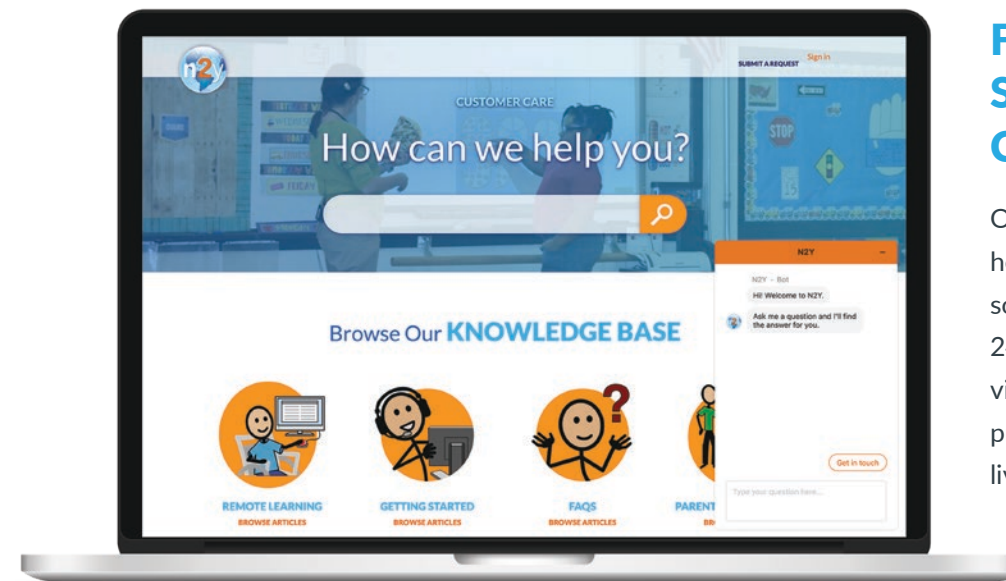 n2y
SUBMIT A REQUEST Sign in
CUSTOMER CARE
How can we help you?
STOP
N2Y
N2Y - Bot
Hi! Welcome to N2Y.
Ask me a question and I'll find
the answer for you.
Get in touch
Type your question here...
Browse Our KNOWLEDGE BASE
REMOTE LEARNING
BROWSE ARTICLES
GETTING STARTED
BROWSE ARTICLES
?
FAQS
BROWSE ARTICLES
PARENT